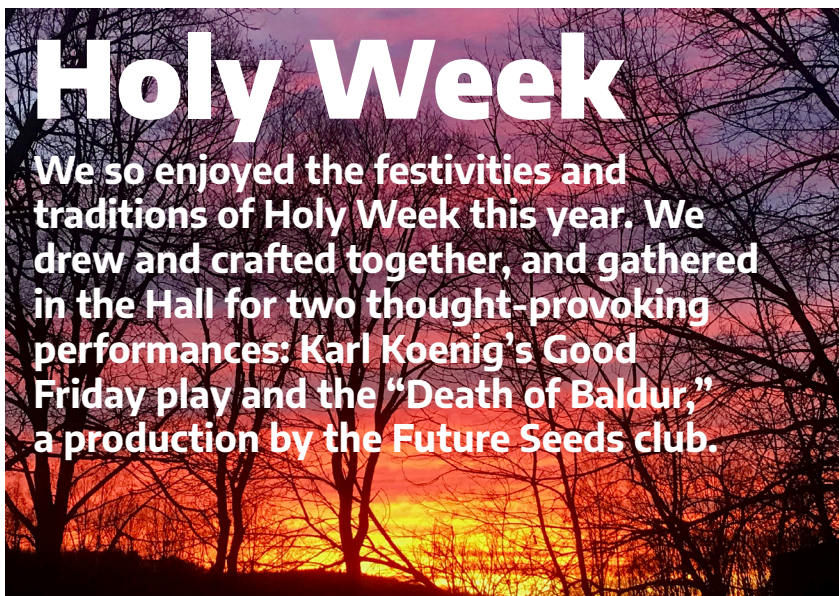 Holy Week
We so enjoyed the festivities and
traditions of Holy Week this year. We
drew and crafted together, and gathered
in the Hall for two thought-provoking
performances: Karl Koenig’s Good
Friday play and the “Death of Baldur,”
a production by the Future Seeds club.